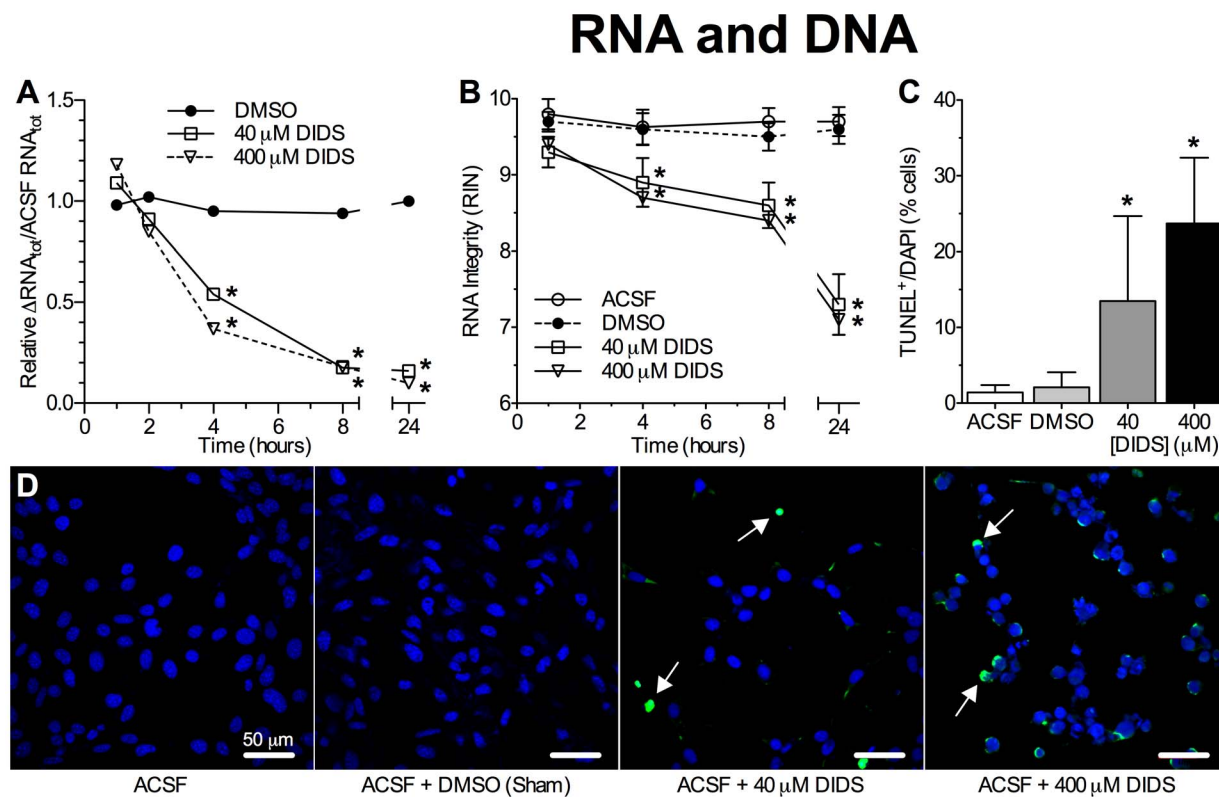 RNA and DNA
A
1.5
1.0
0.5
0.0
Relative ΔRNAtot/ACSF RNAtot
DMSO
40 μM DIDS
400 μM DIDS
*
*
*
*
*
*
0 2 4 6 8 24
Time (hours)
B
10
9
8
7
6
RNA Integrity (RIN)
*
*
*
*
*
*
ACSF
DMSO
40 μM DIDS
400 μM DIDS
0 2 4 6 8 24
Time (hours)
C
40
30
20
10
0
TUNEL+/DAPI (% cells)
*
*
ACSF DMSO 40 400
[DIDS] (μM)
D
50 μm
ACSF
ACSF + DMSO (Sham)
ACSF + 40 μM DIDS
ACSF + 400 μM DIDS